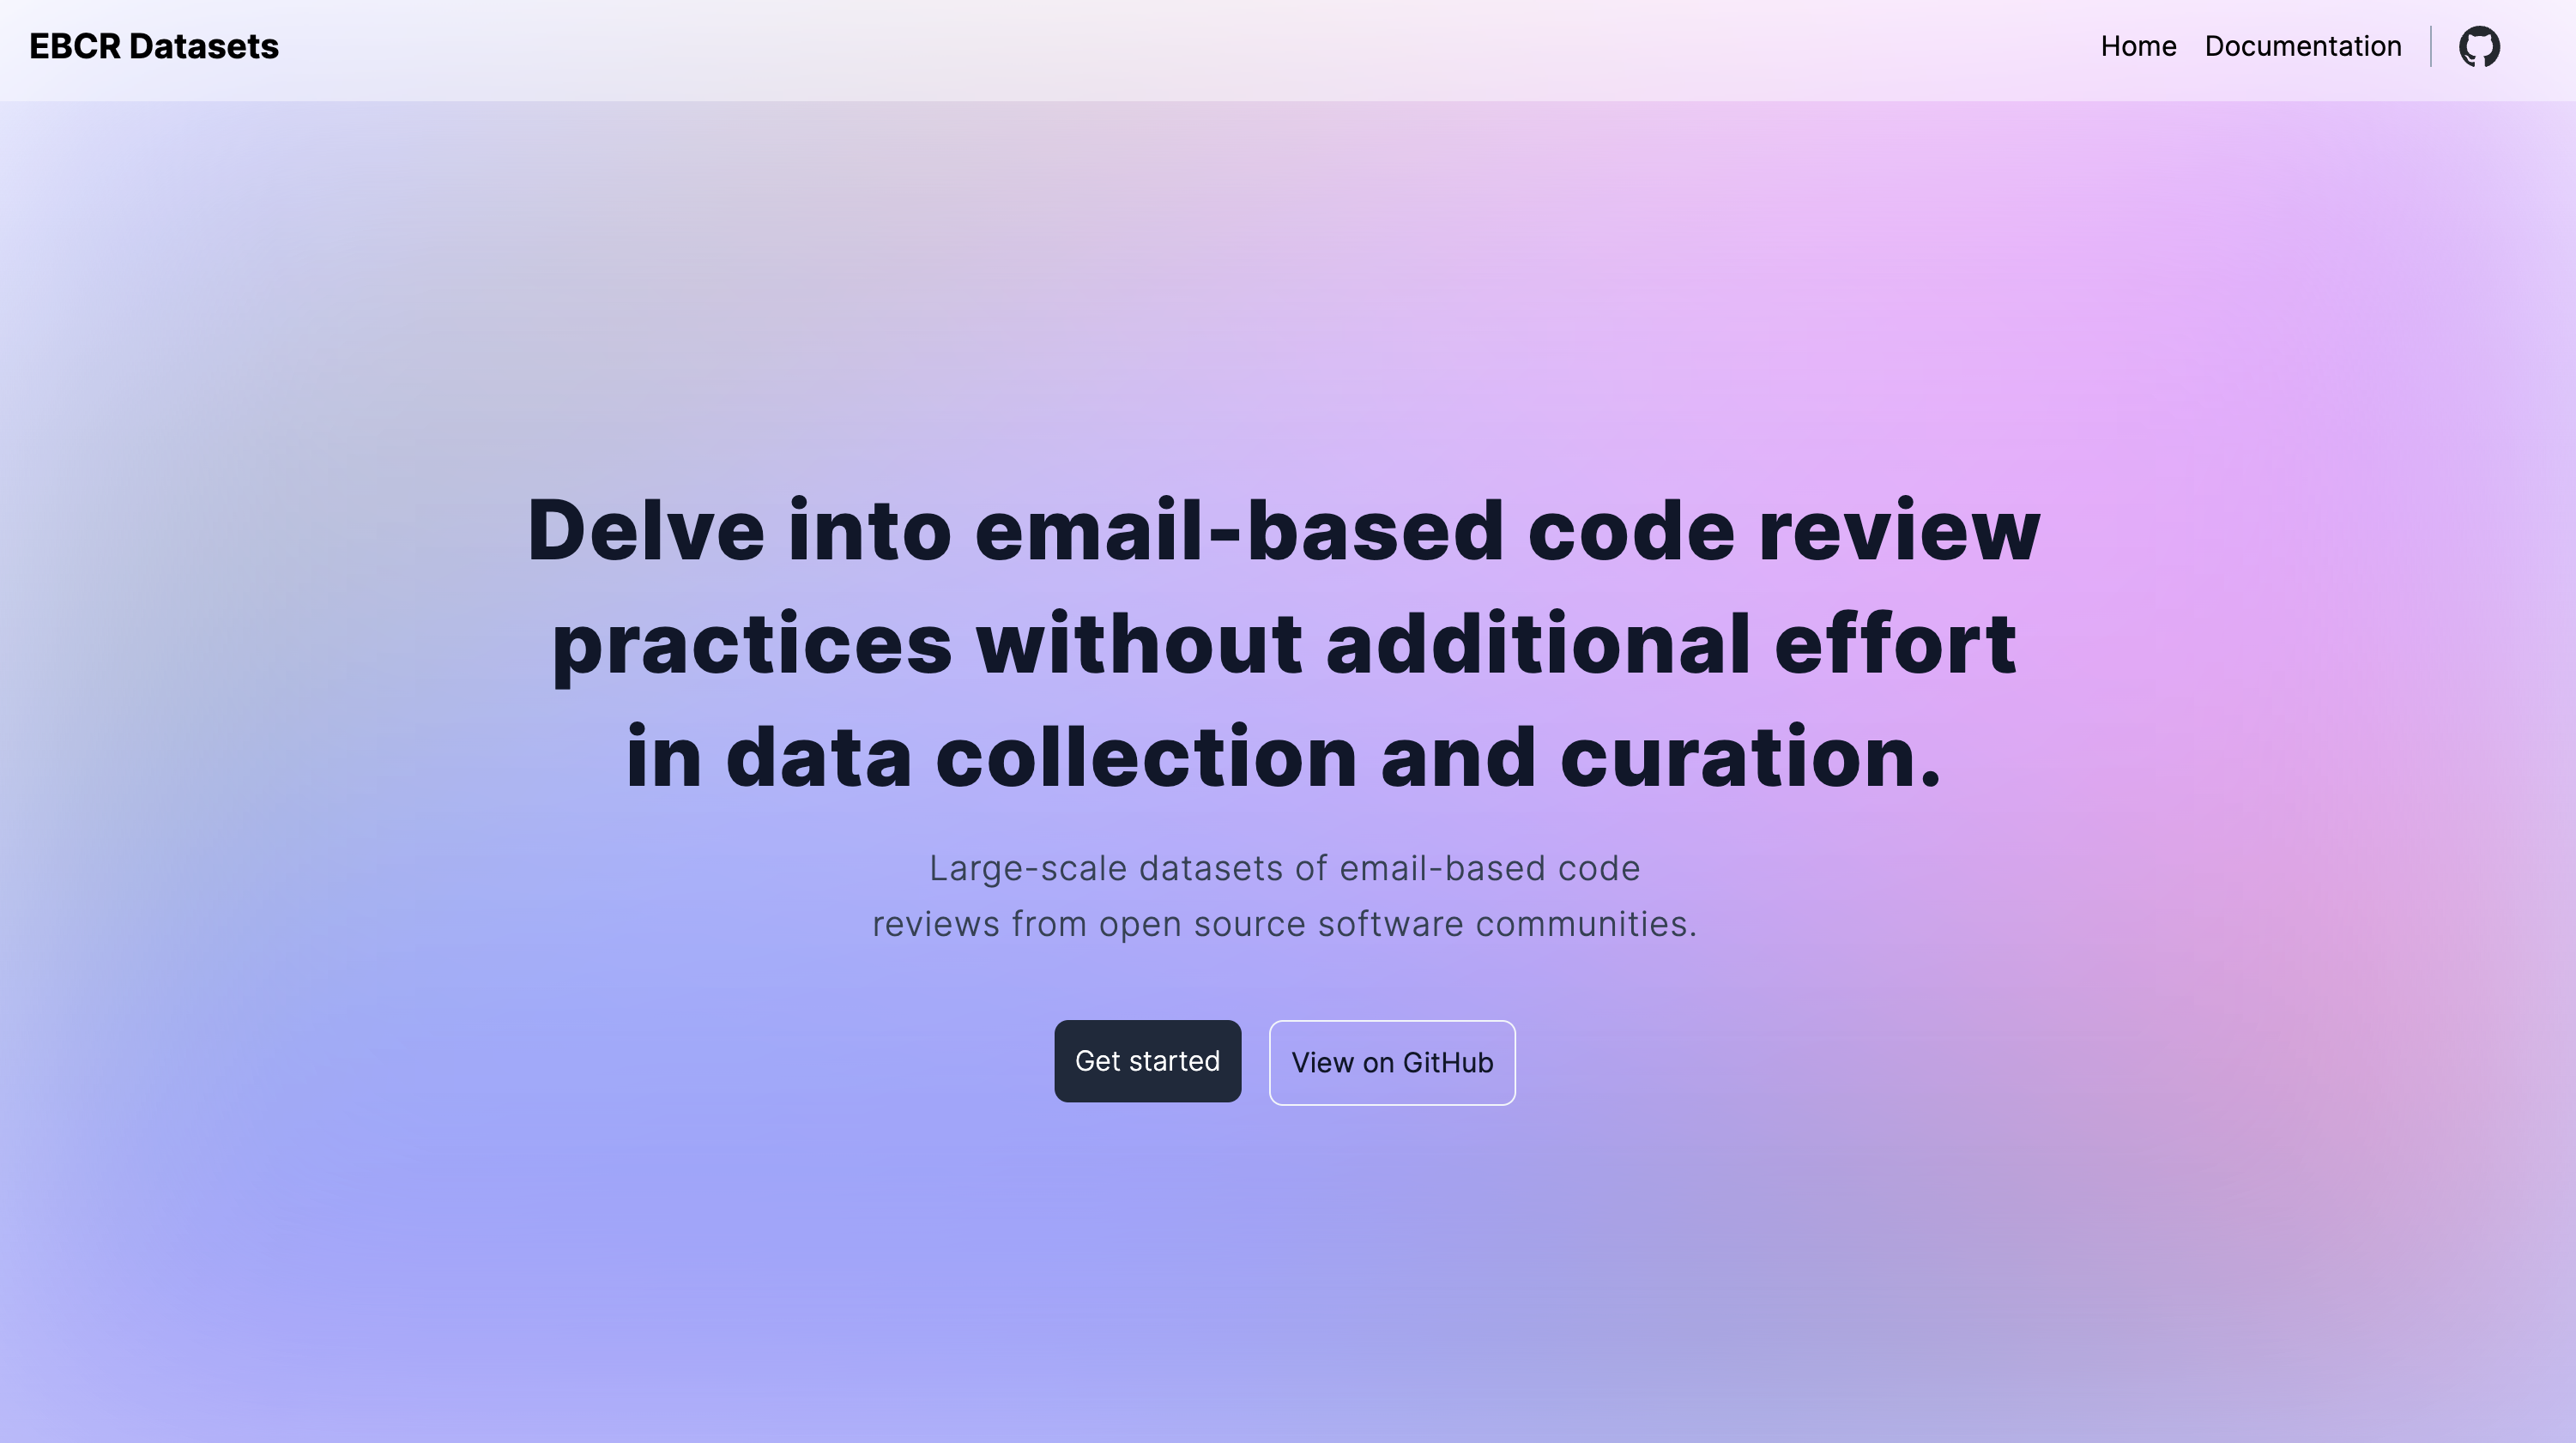 EBCR Datasets
Home
Documentation
Delve into email-based code review
practices without additional effort
in data collection and curation.
Large-scale datasets of email-based code
reviews from open source software communities.
Get started
View on GitHub